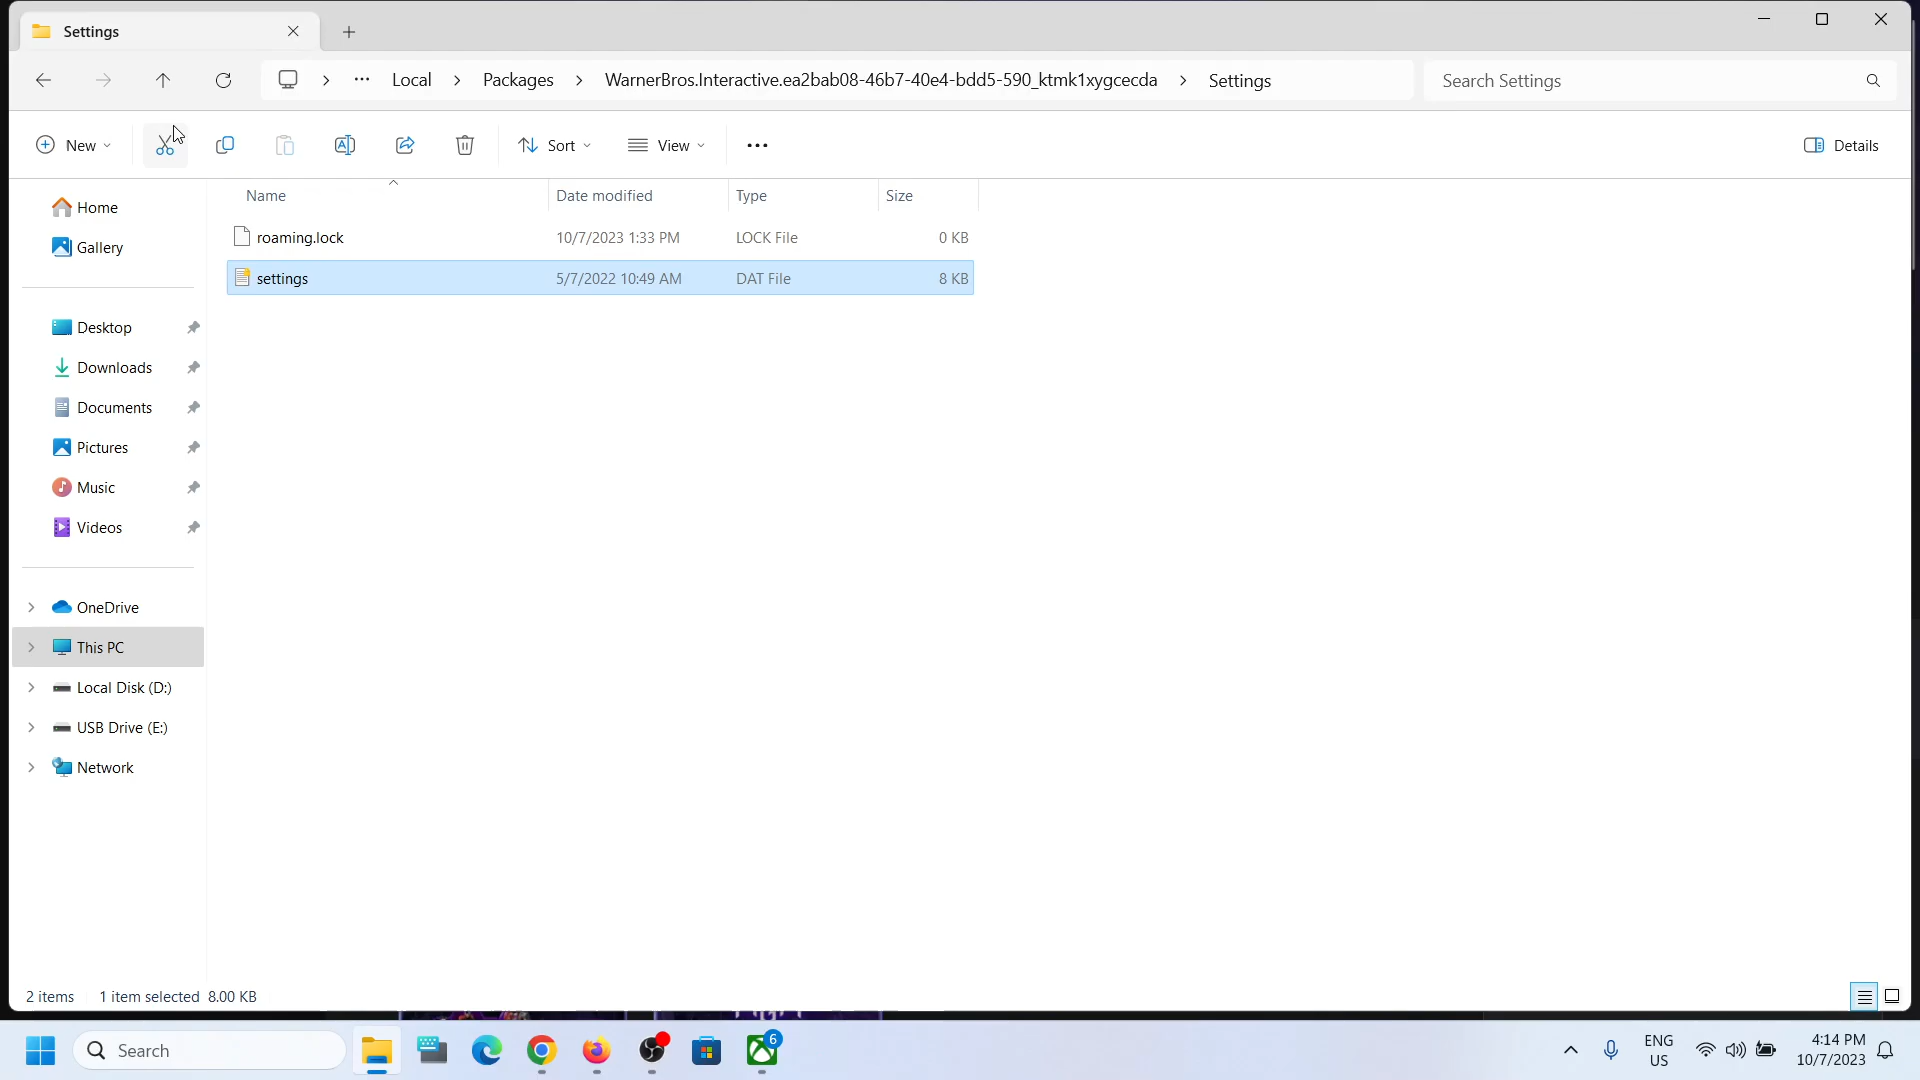 Settings
Local > Packages > WarnerBros.Interactive.ea2bab08-46b7-40e4-bdd5-590_ktmk1xygcecda > Settings
Search Settings
New
Sort
View
Details
Name Date modified Type Size
roaming.lock 10/7/2023 1:33 PM LOCK File 0 KB
settings 5/7/2022 10:49 AM DAT File 8 KB
Home
Gallery
Desktop
Downloads
Documents
Pictures
Music
Videos
OneDrive
This PC
Local Disk (D:)
USB Drive (E:)
Network
2 items 1 item selected 8.00 KB
Search
6
ENG
US
4:14 PM
10/7/2023